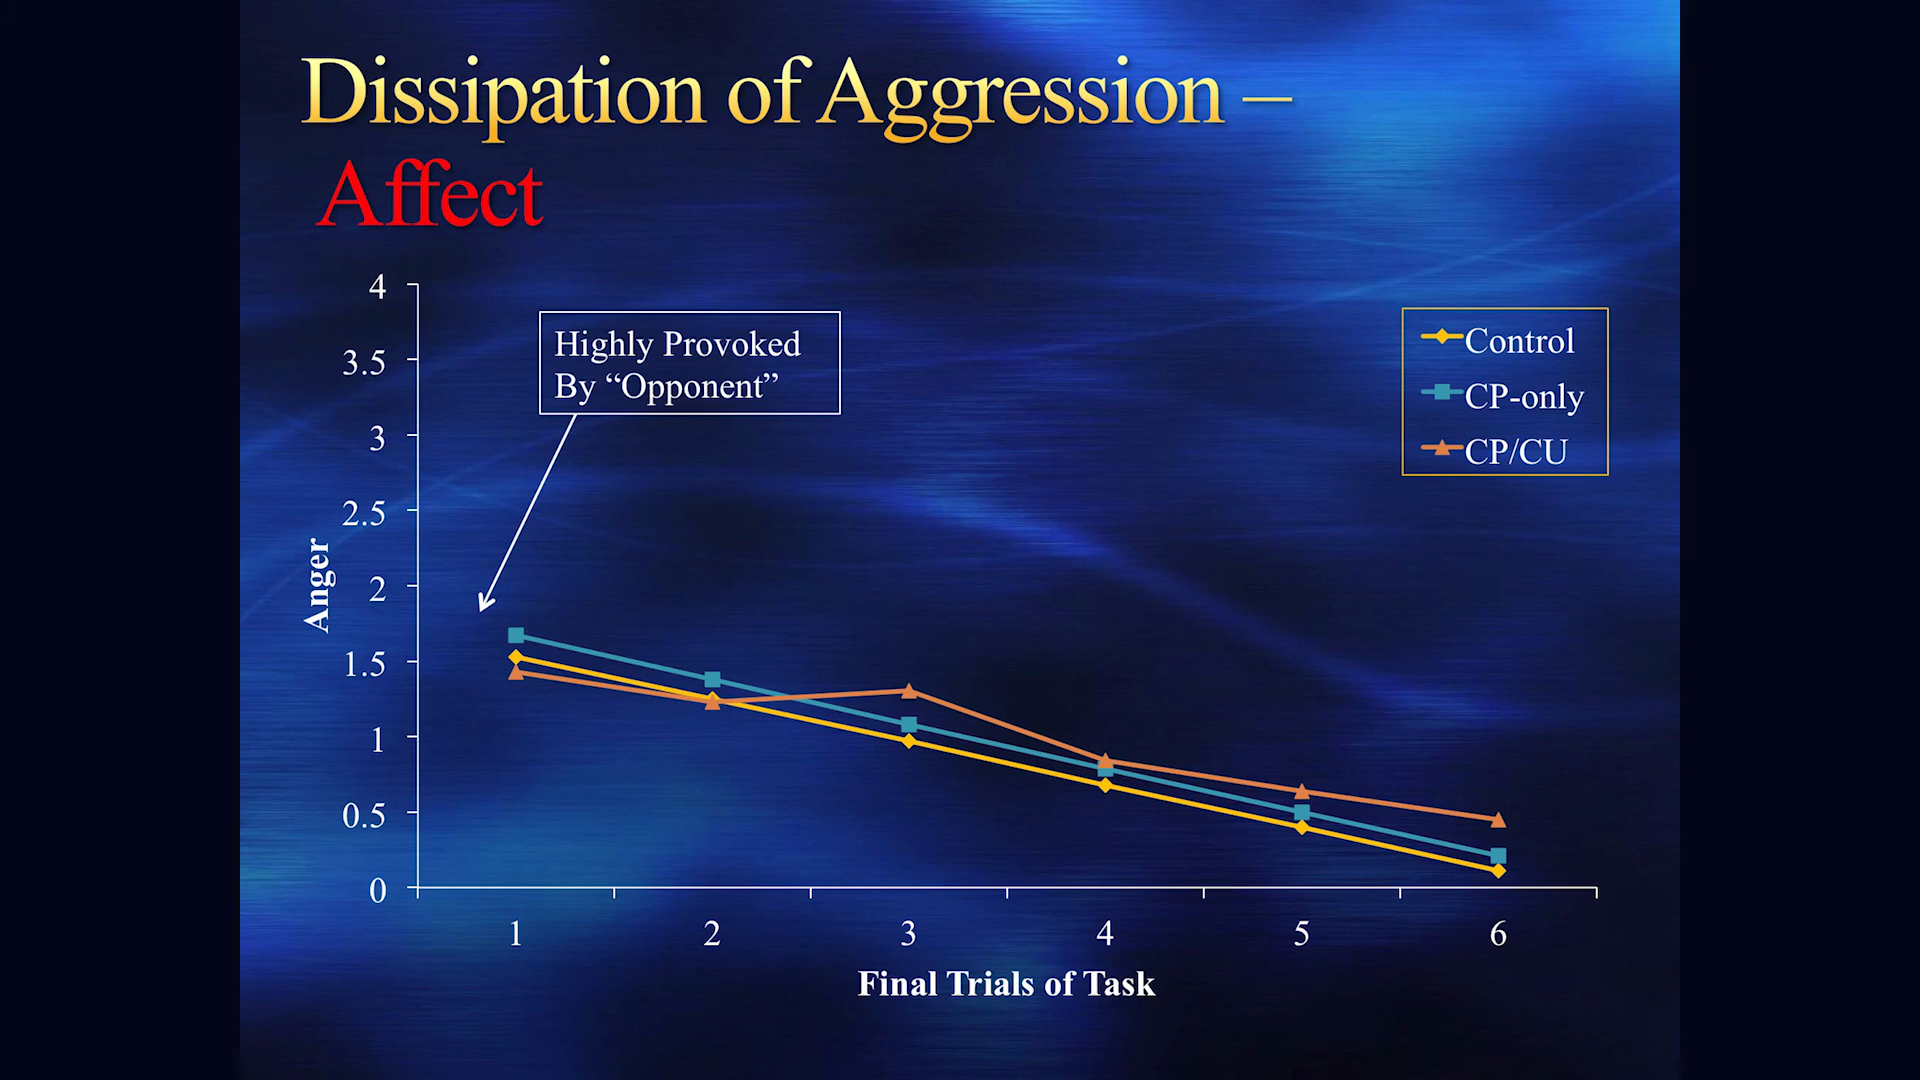 Dissipation of Aggression –
Affect
4
3.5
3
2.5
2
1.5
1
0.5
0
Anger
Highly Provoked
By “Opponent”
Control
CP-only
CP/CU
1 2 3 4 5 6
Final Trials of Task